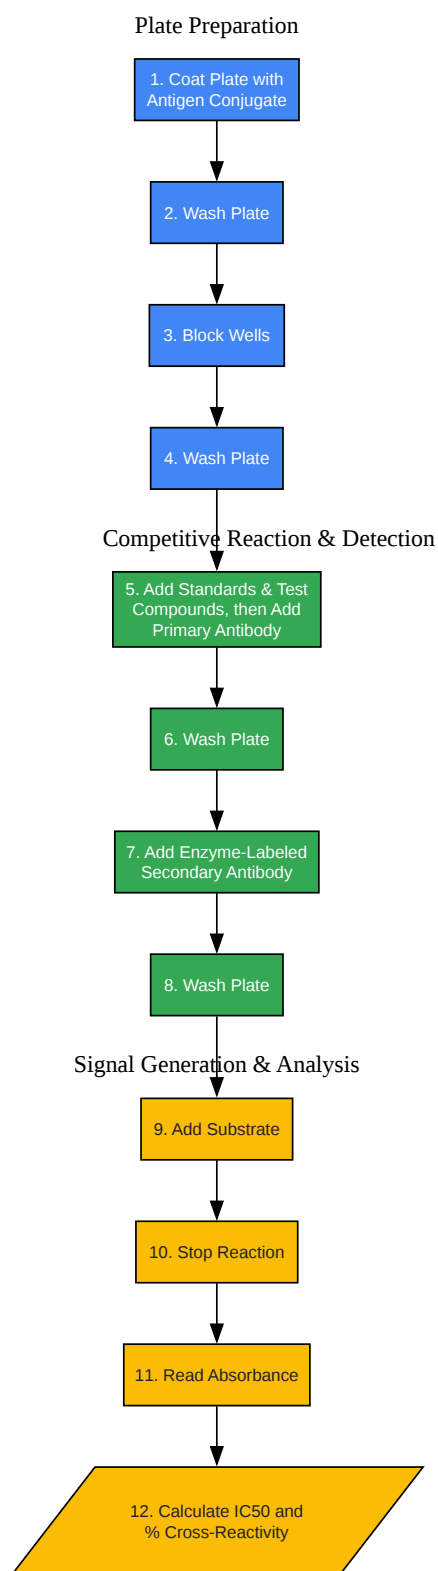 Plate Preparation
1. Coat Plate with
Antigen Conjugate
2. Wash Plate
3. Block Wells
4. Wash Plate
Competitive Reaction & Detection
5. Add Standards & Test
Compounds, then Add
Primary Antibody
6. Wash Plate
7. Add Enzyme-Labeled
Secondary Antibody
8. Wash Plate
Signal Generation & Analysis
9. Add Substrate
10. Stop Reaction
11. Read Absorbance
12. Calculate IC50 and
% Cross-Reactivity